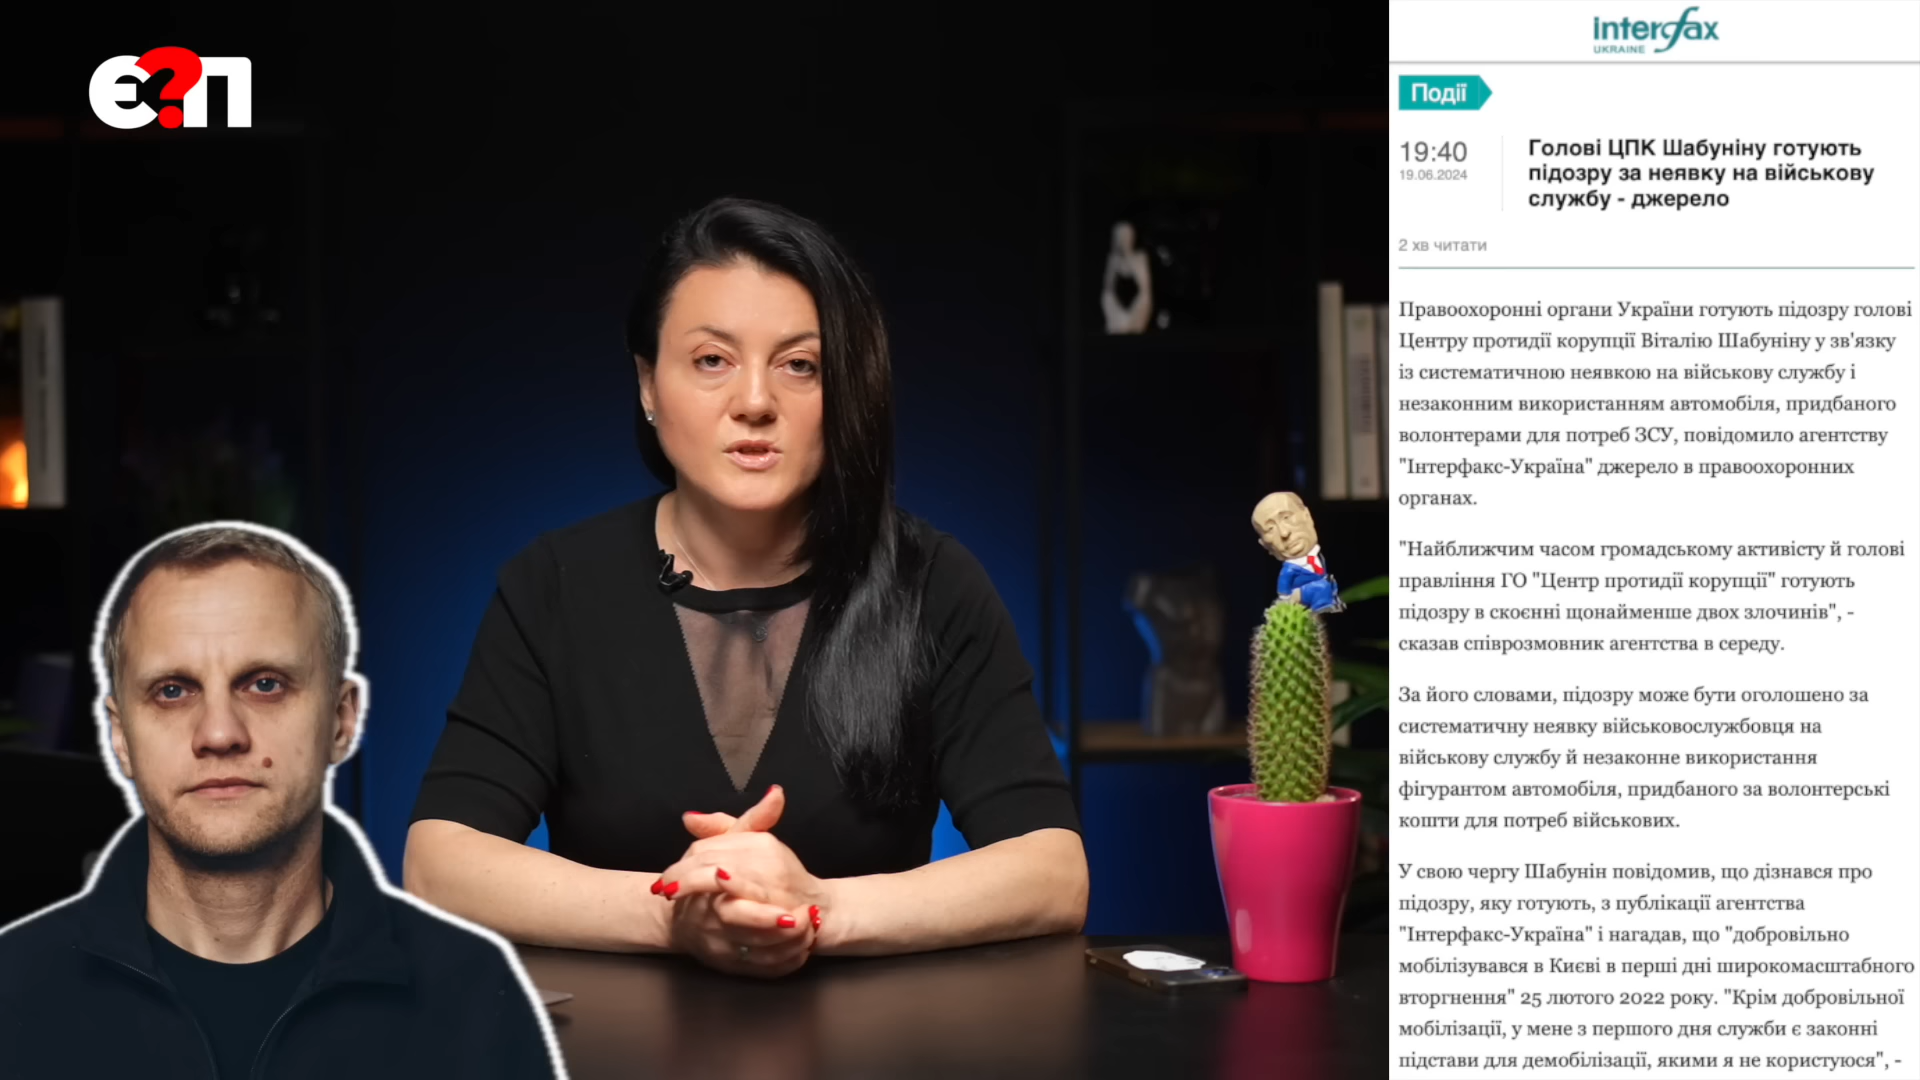 Є?П
interfax
UKRAINE
Події
19:40
19.06.2024
Голові ЦПК Шабуніну готують
підозру за неявку на військову
службу - джерело
2 хв читати
Правоохоронні органи України готують підозру голові
Центру протидії корупції Віталію Шабуніну у зв'язку
із систематичною неявкою на військову службу і
незаконним використанням автомобіля, придбаного
волонтерами для потреб ЗСУ, повідомило агентству
"Інтерфакс-Україна" джерело в правоохоронних
органах.
"Найближчим часом громадському активісту й голові
правління ГО "Центр протидії корупції" готують
підозру в скоєнні щонайменше двох злочинів", -
сказав співрозмовник агентства в середу.
За його словами, підозру може бути оголошено за
систематичну неявку військовослужбовця на
військову службу й незаконне використання
фігурантом автомобіля, придбаного за волонтерські
кошти для потреб військових.
У свою чергу Шабунін повідомив, що дізнався про
підозру, яку готують, з публікації агентства
"Інтерфакс-Україна" і нагадав, що "добровільно
мобілізувався в Києві в перші дні широкомасштабного
вторгнення" 25 лютого 2022 року. "Крім добровільної
мобілізації, у мене з першого дня служби є законні
підстави для демобілізації, якими я не користуюся", -